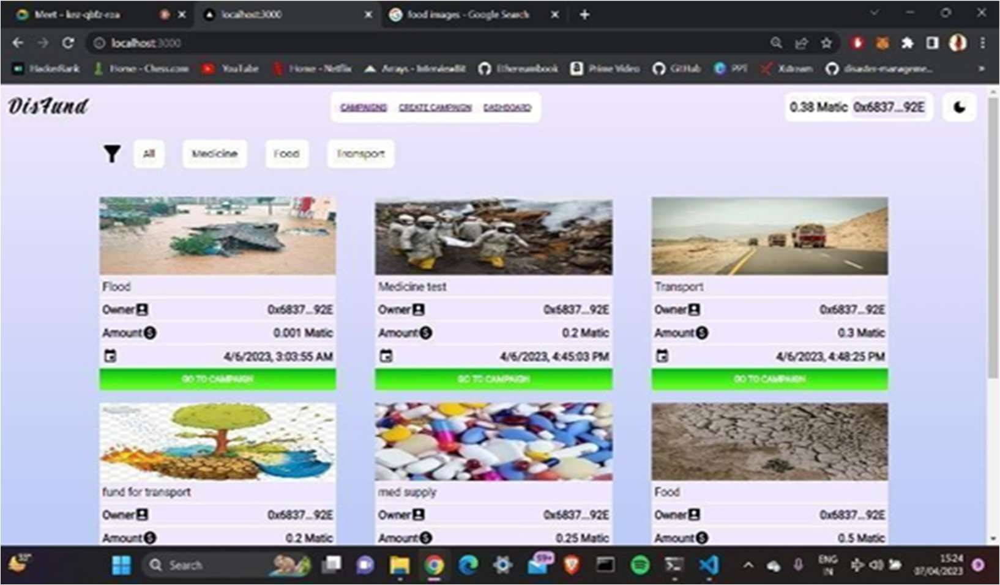 Meet - localhost:3000 food images - Google Search
localhost:3000
HackerRank Home - Chess.com YouTube Home - Netflix Arrays - InterviewBit Ethereumbook Prime Video GitHub PPT Xstream disaster-manageme...
DisFund CAMPAIGNS CREATE CAMPAIGN DASHBOARD 0.38 Matic 0x6837...92E
All Medicine Food Transport
Flood Medicine test Transport
Owner 0x6837...92E Owner 0x6837...92E Owner 0x6837...92E
Amount 0.001 Matic Amount 0.2 Matic Amount 0.3 Matic
4/6/2023, 3:03:55 AM 4/6/2023, 4:45:03 PM 4/6/2023, 4:48:25 PM
GO TO CAMPAIGN GO TO CAMPAIGN GO TO CAMPAIGN
fund for transport med supply Food
Owner 0x6837...92E Owner 0x6837...92E Owner 0x6837...92E
Amount 0.2 Matic Amount 0.25 Matic Amount 0.5 Matic
33° Search 99+ ENG 15:24
IN 07/04/2023